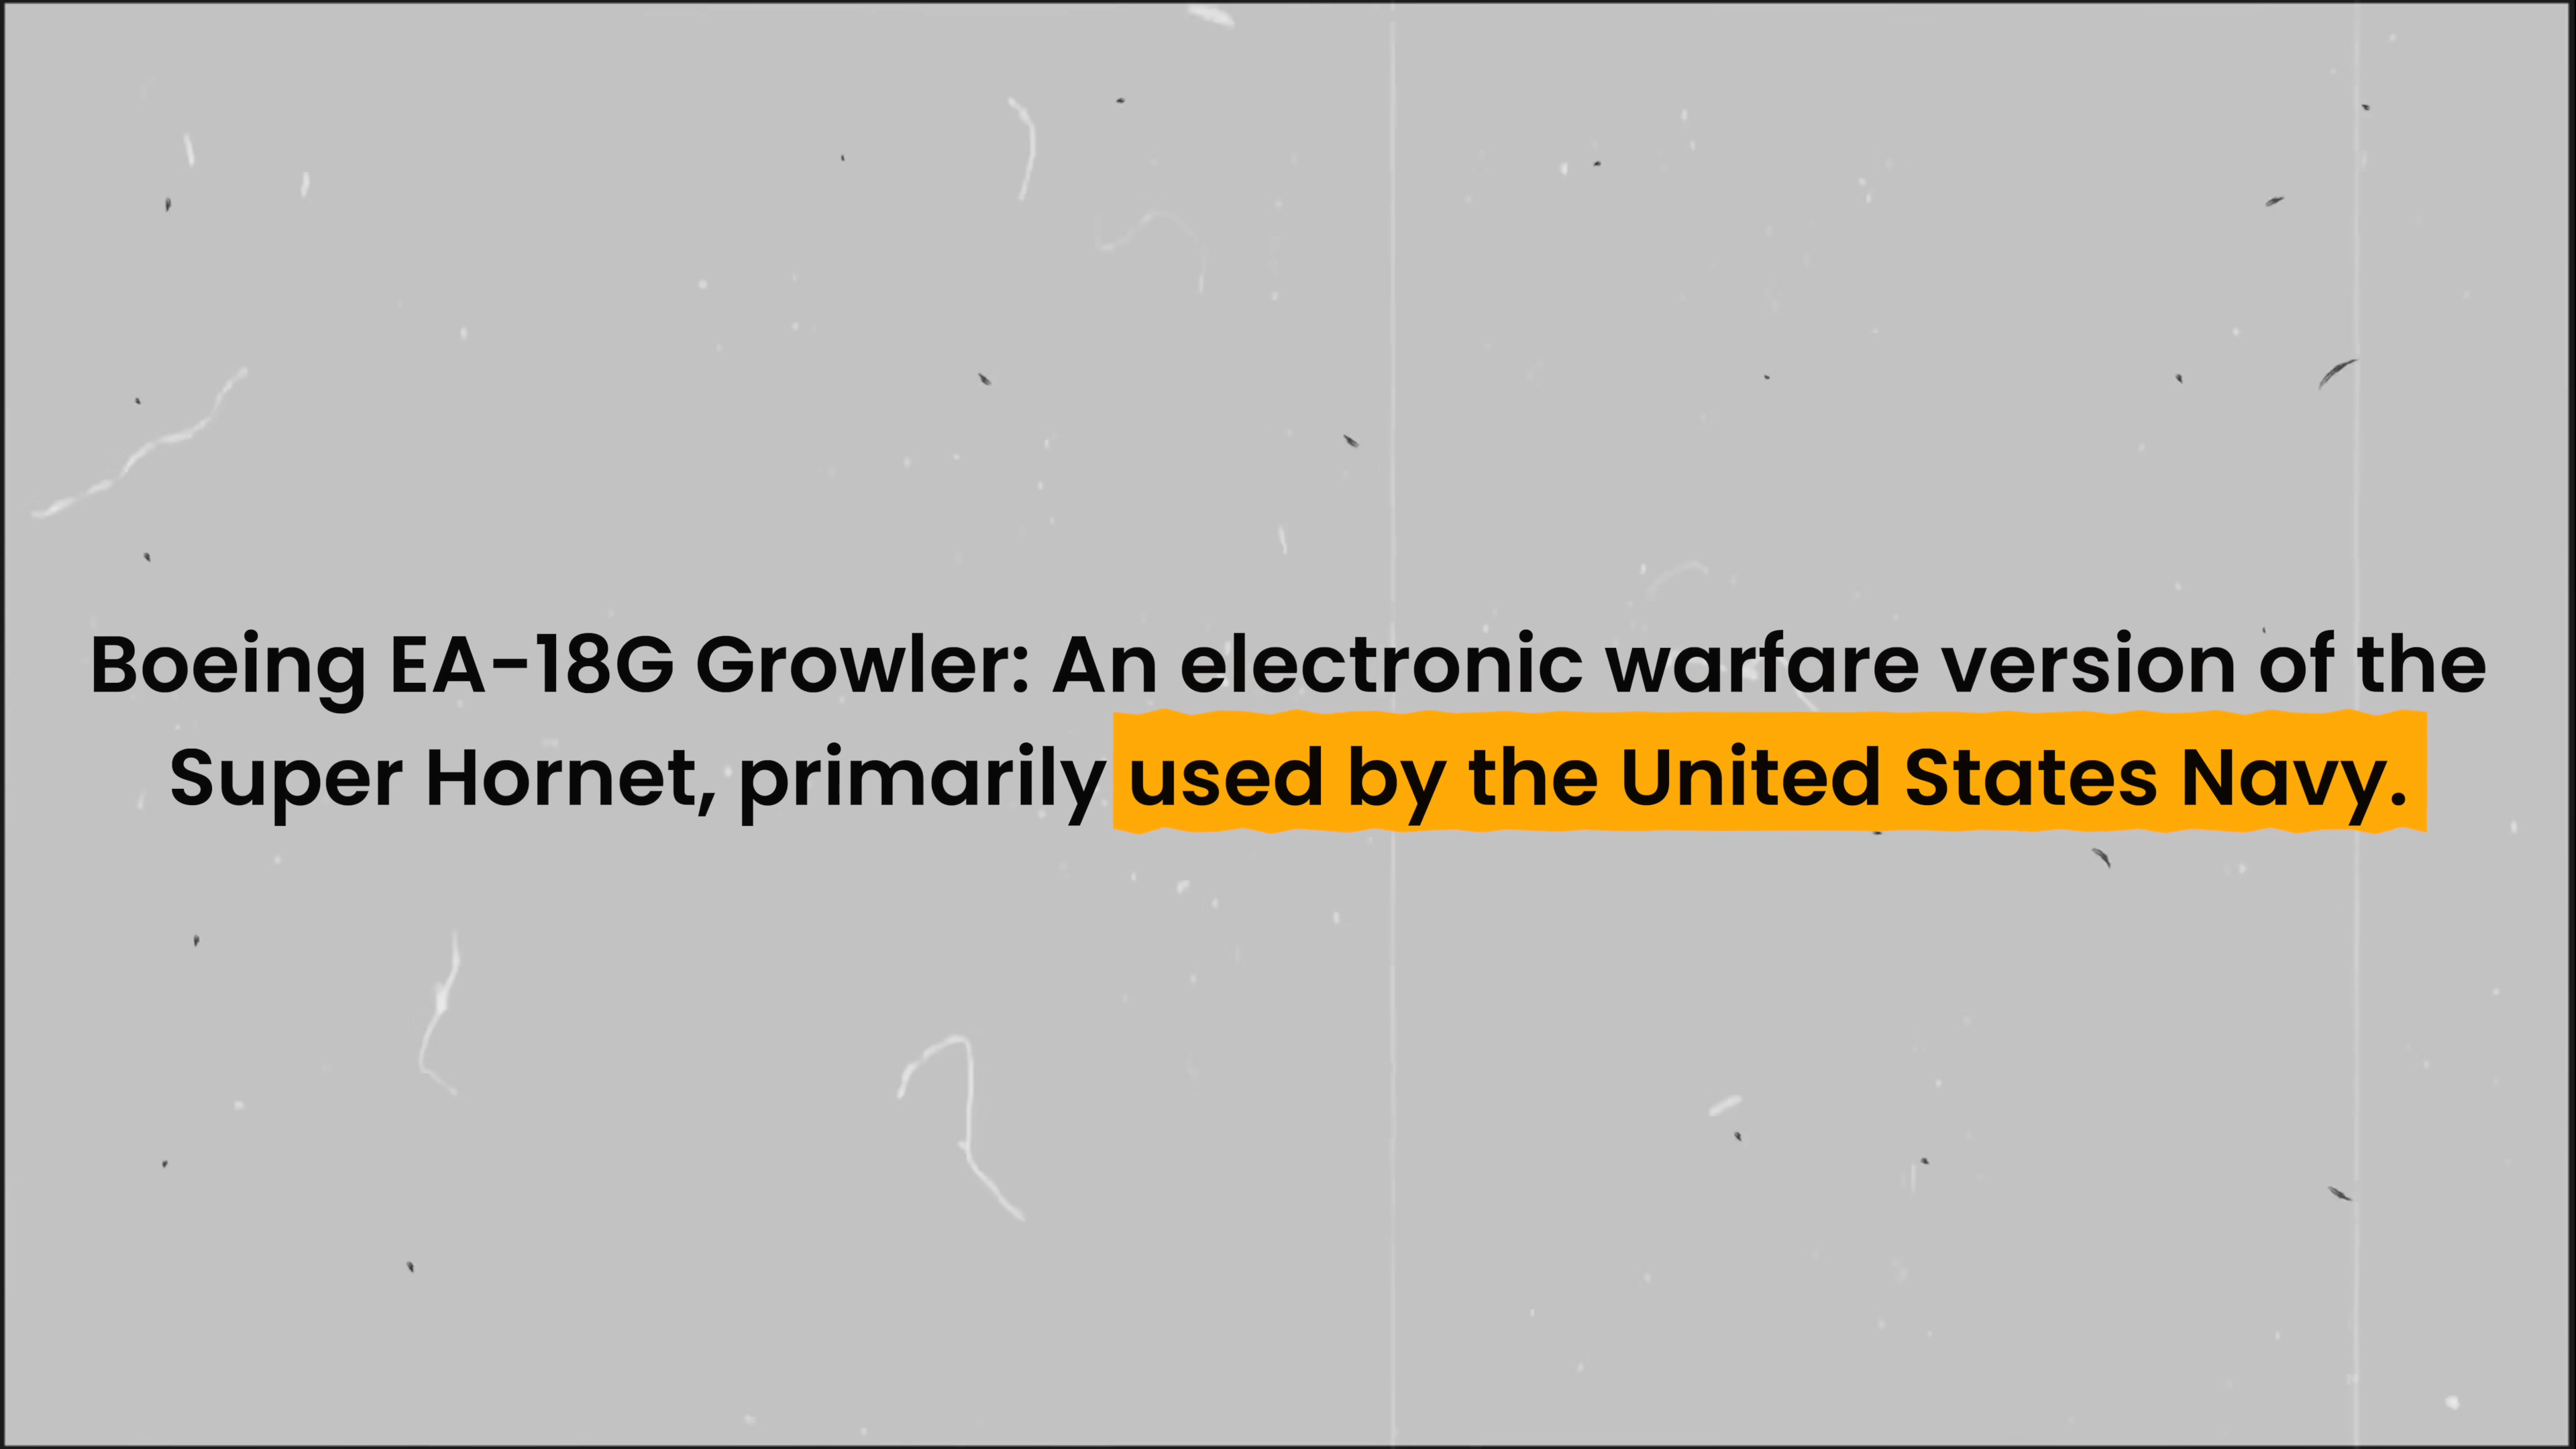 Boeing EA-18G Growler: An electronic warfare version of the
Super Hornet, primarily used by the United States Navy.